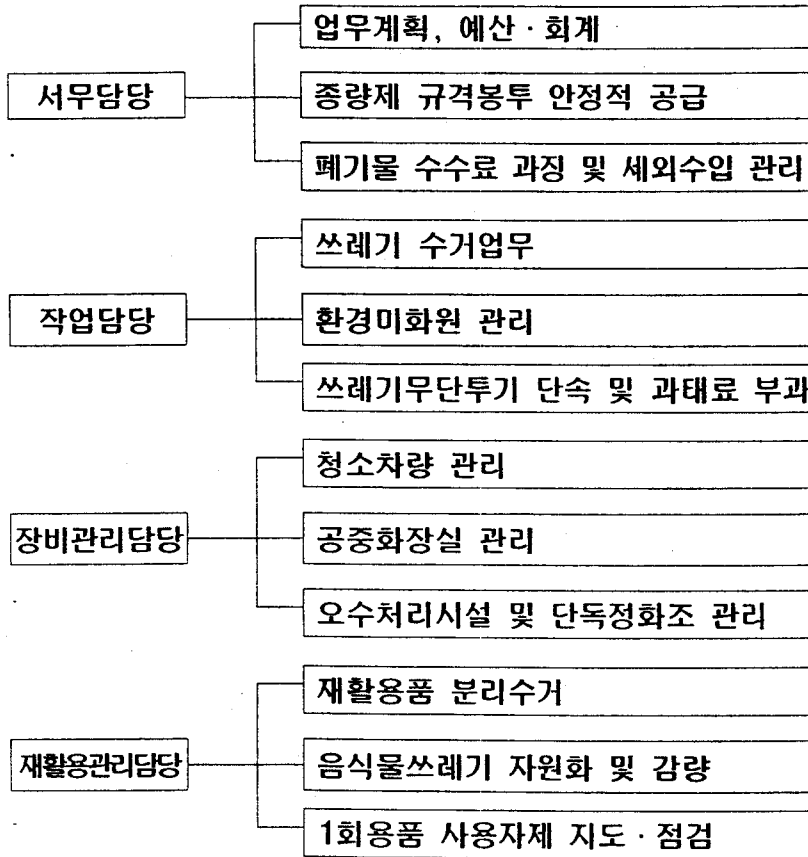 서무담당
업무계획, 예산 · 회계
종량제 규격봉투 안정적 공급
폐기물 수수료 과징 및 세외수입 관리
작업담당
쓰레기 수거업무
환경미화원 관리
쓰레기무단투기 단속 및 과태료 부과
장비관리담당
청소차량 관리
공중화장실 관리
오수처리시설 및 단독정화조 관리
재활용관리담당
재활용품 분리수거
음식물쓰레기 자원화 및 감량
1회용품 사용자제 지도 · 점검